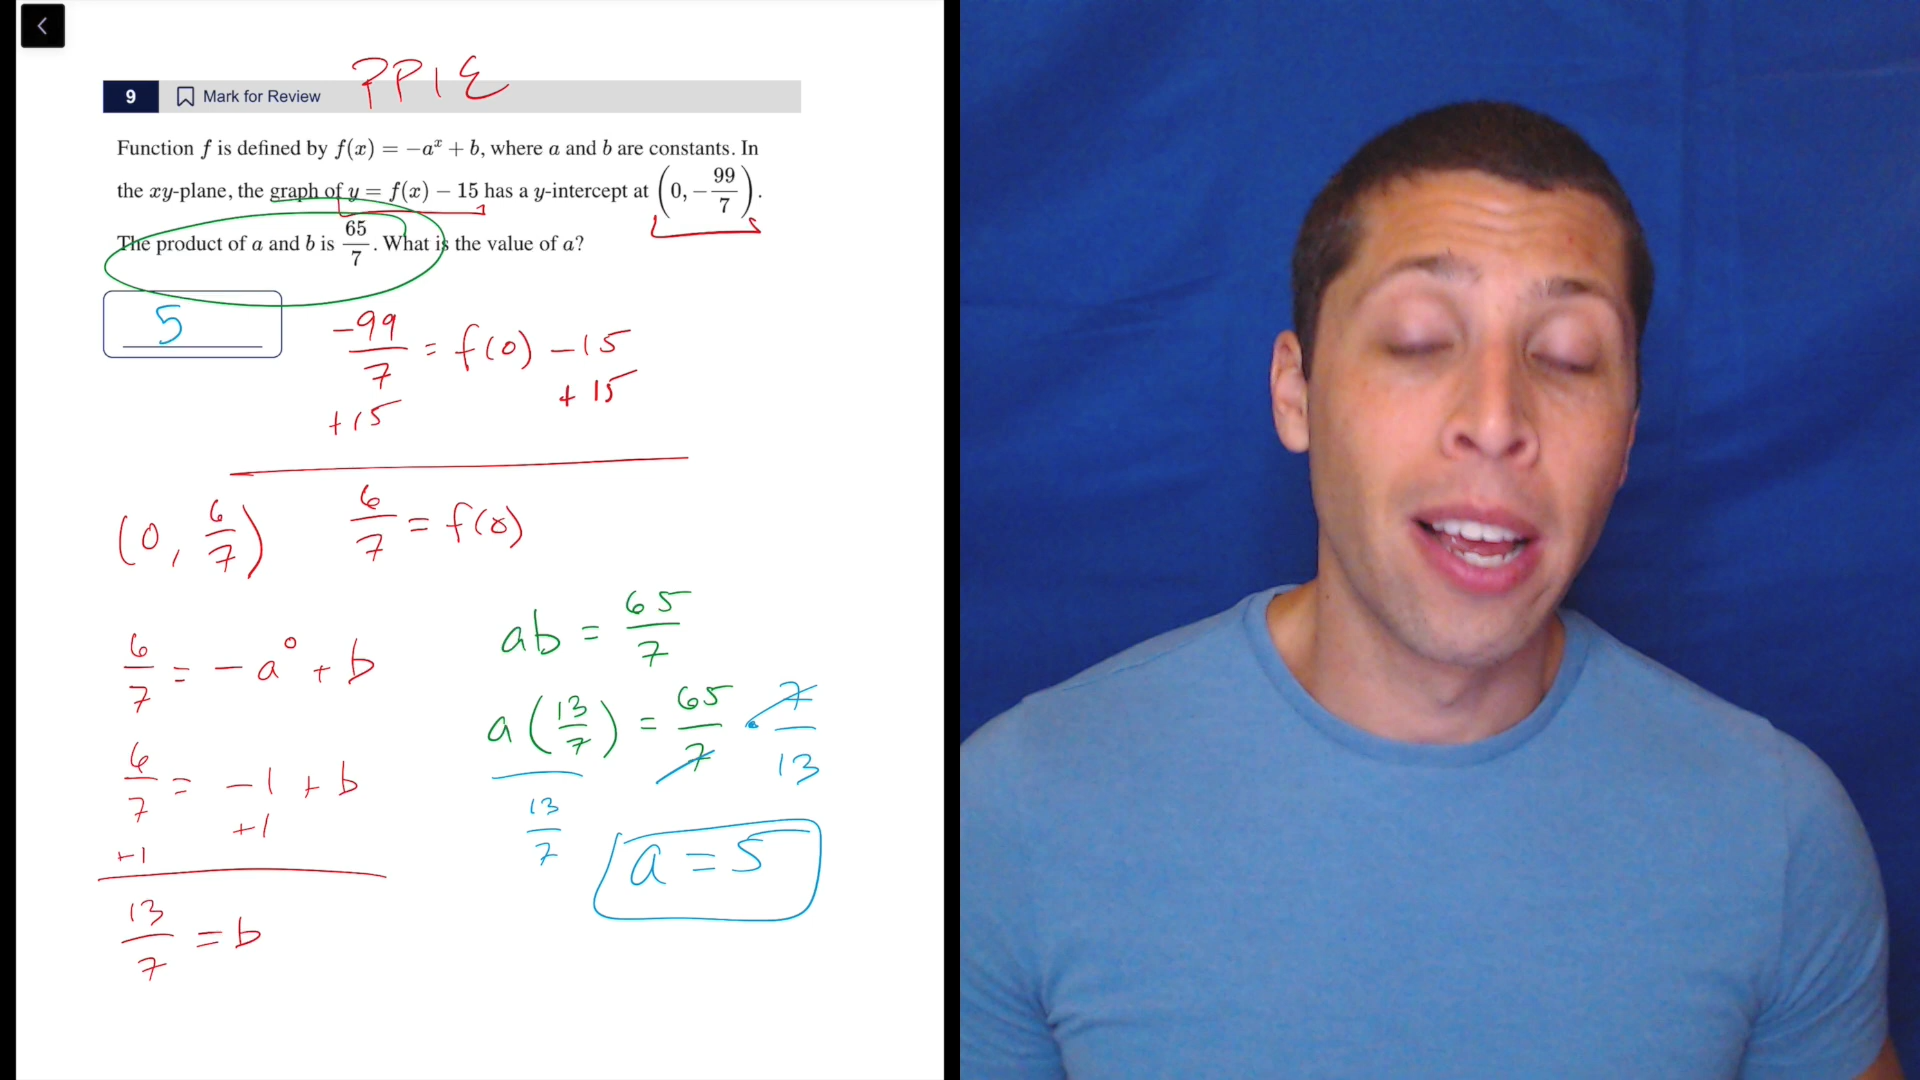 PPIE
9 Mark for Review
Function f is defined by f(x) = −aˣ + b, where a and b are constants. In
the xy-plane, the graph of y = f(x) − 15 has a y-intercept at (0, −99/7).
The product of a and b is 65/7. What is the value of a?
5
-99/7 = f(0) -15
+15 +15
(0, 6/7) 6/7 = f(0)
ab = 65/7
6/7 = -a⁰ + b
a(13/7) = 65/7 · 7/13
6/7 = -1 + b
+1 +1
13/7
a = 5
13/7 = b